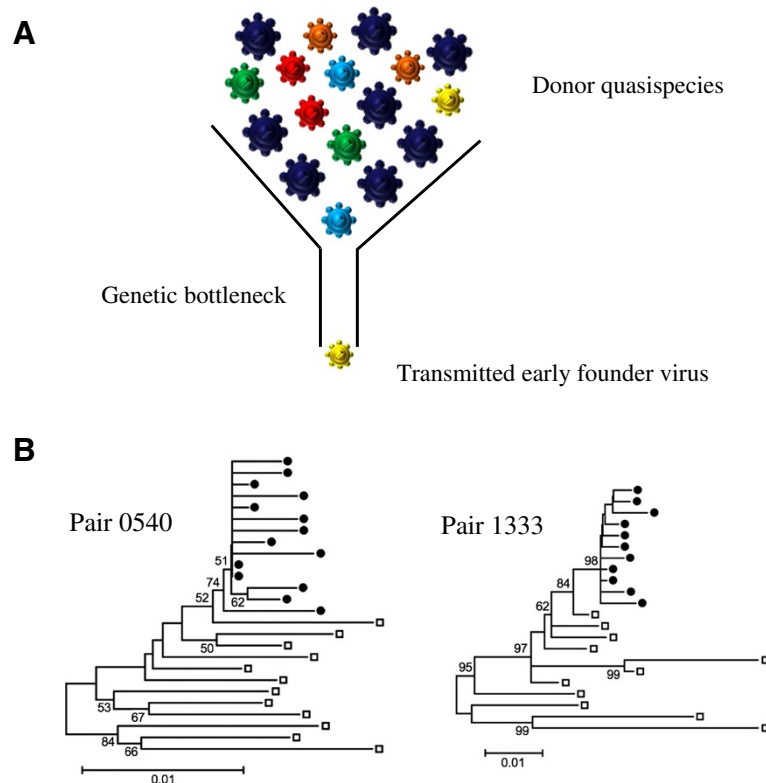 A
Donor quasispecies
Genetic bottleneck
Transmitted early founder virus
B
Pair 0540
51
74
52
62
50
53
67
84
66
0.01
Pair 1333
98
84
62
97
95
99
99
0.01